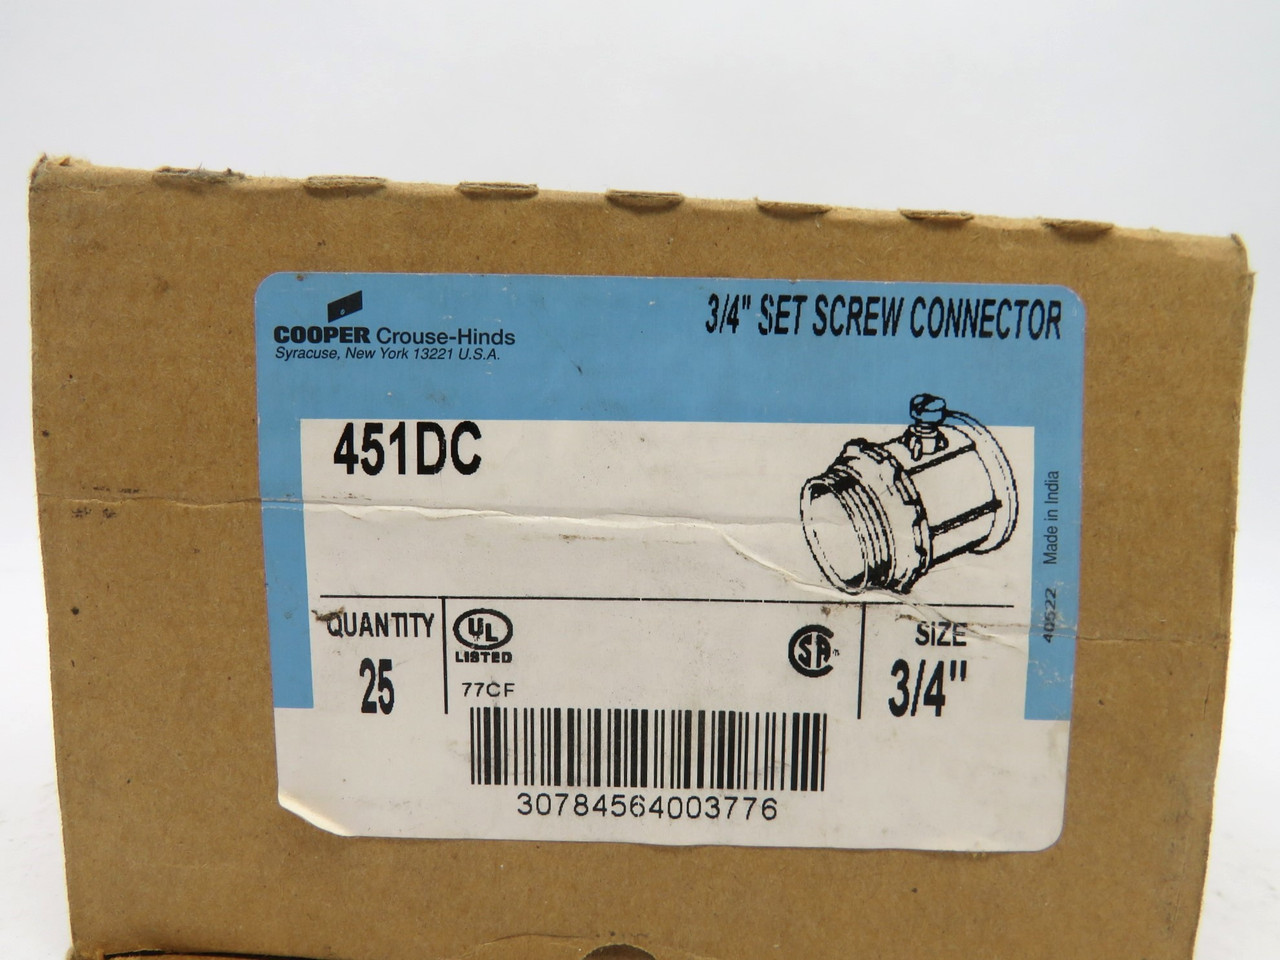 COOPER Crouse-Hinds
Syracuse, New York 13221 U.S.A.
3/4" SET SCREW CONNECTOR
451DC
Made in India
40522
QUANTITY
25
UL
LISTED
77CF
SA
SiZE
3/4"
30784564003776